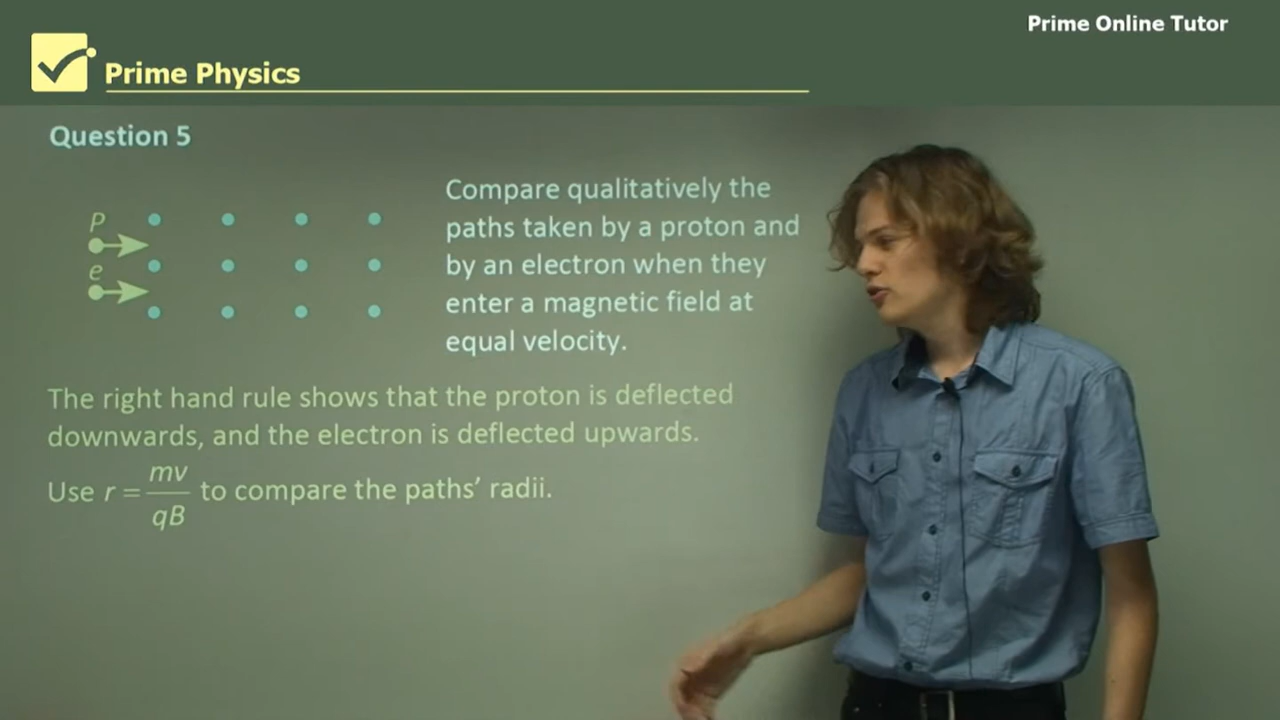 Prime Online Tutor
Prime Physics
Question 5
p
e
Compare qualitatively the
paths taken by a proton and
by an electron when they
enter a magnetic field at
equal velocity.
The right hand rule shows that the proton is deflected
downwards, and the electron is deflected upwards.
Use r = mv/qB to compare the paths’ radii.